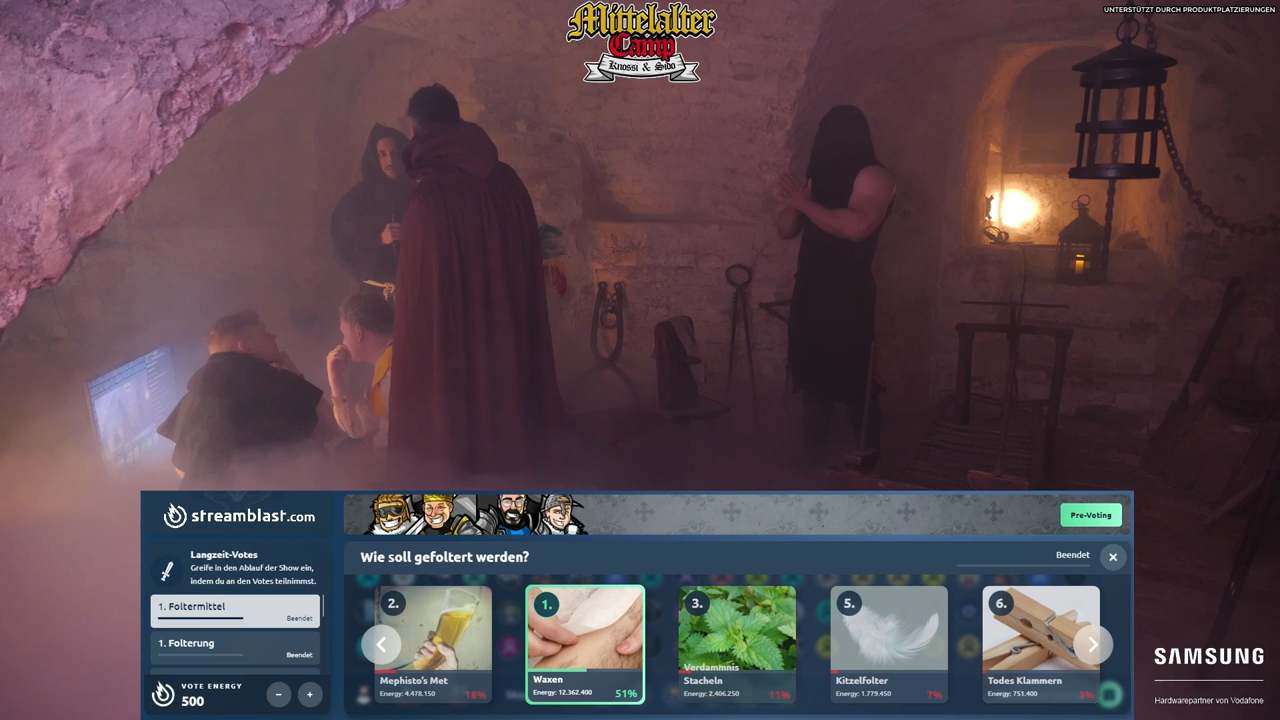 UNTERSTÜTZT DURCH PRODUKTPLATZIERUNGEN
Mittelalter
Camp
Knossi & Sido
streamblast.com
Pre-Voting
Langzeit-Votes
Greife in den Ablauf der Show ein,
indem du an den Votes teilnimmst.
1. Foltermittel
Beendet
1. Folterung
Beendet
VOTE ENERGY
500
Wie soll gefoltert werden?
Beendet
2.
Mephisto's Met
Energy: 4.478.150
18%
1.
Waxen
Energy: 12.362.400
51%
3.
Verdammnis
Stacheln
Energy: 2.406.250
11%
5.
Kitzelfolter
Energy: 1.779.450
7%
6.
Todes Klammern
Energy: 751.400
3%
SAMSUNG
Hardwarepartner von Vodafone